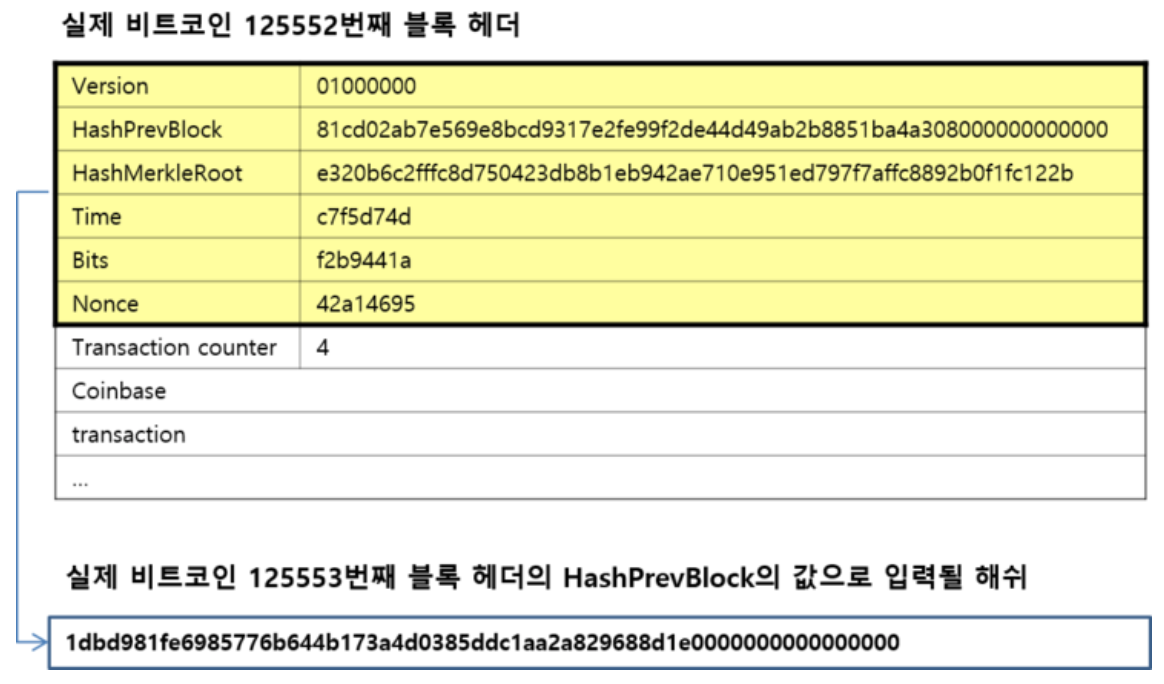 실제 비트코인 125552번째 블록 헤더
Version 01000000
HashPrevBlock 81cd02ab7e569e8bcd9317e2fe99f2de44d49ab2b8851ba4a308000000000000
HashMerkleRoot e320b6c2fffc8d750423db8b1eb942ae710e951ed797f7affc8892b0f1fc122b
Time c7f5d74d
Bits f2b9441a
Nonce 42a14695
Transaction counter 4
Coinbase
transaction
...
실제 비트코인 125553번째 블록 헤더의 HashPrevBlock의 값으로 입력될 해쉬
1dbd981fe6985776b644b173a4d0385ddc1aa2a829688d1e0000000000000000